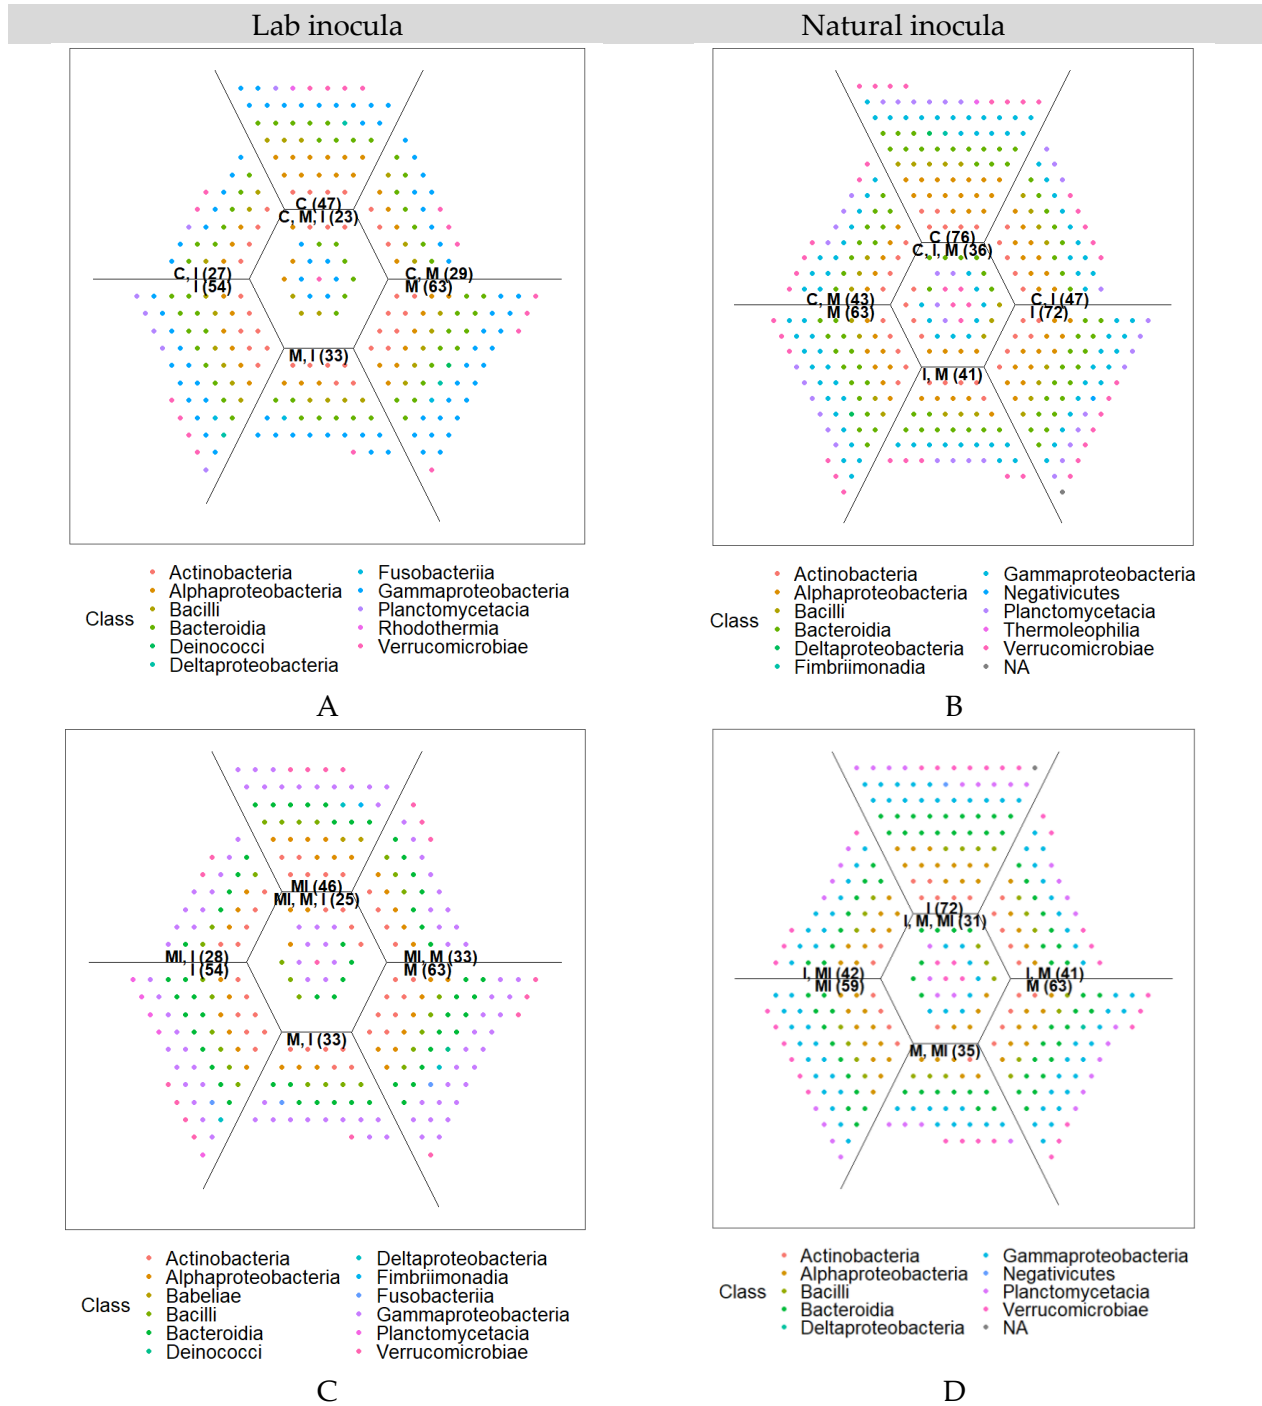 Lab inocula
Natural inocula
C (47)
C, M, I (23)
C, I (27)
I (54)
C, M (29)
M (63)
M, I (33)
Class
Actinobacteria
Alphaproteobacteria
Bacilli
Bacteroidia
Deinococci
Deltaproteobacteria
Fusobacteriia
Gammaproteobacteria
Planctomycetacia
Rhodothermia
Verrucomicrobiae
A
C (76)
C, I, M (36)
C, M (43)
M (63)
C, I (47)
I (72)
I, M (41)
Class
Actinobacteria
Alphaproteobacteria
Bacilli
Bacteroidia
Deltaproteobacteria
Fimbriimonadia
Gammaproteobacteria
Negativicutes
Planctomycetacia
Thermoleophilia
Verrucomicrobiae
NA
B
MI (46)
MI, M, I (25)
MI, I (28)
I (54)
MI, M (33)
M (63)
M, I (33)
Class
Actinobacteria
Alphaproteobacteria
Babeliae
Bacilli
Bacteroidia
Deinococci
Deltaproteobacteria
Fimbriimonadia
Fusobacteriia
Gammaproteobacteria
Planctomycetacia
Verrucomicrobiae
C
I (72)
I, M, MI (31)
I, MI (42)
MI (59)
I, M (41)
M (63)
M, MI (35)
Class
Actinobacteria
Alphaproteobacteria
Bacilli
Bacteroidia
Deltaproteobacteria
Gammaproteobacteria
Negativicutes
Planctomycetacia
Verrucomicrobiae
NA
D